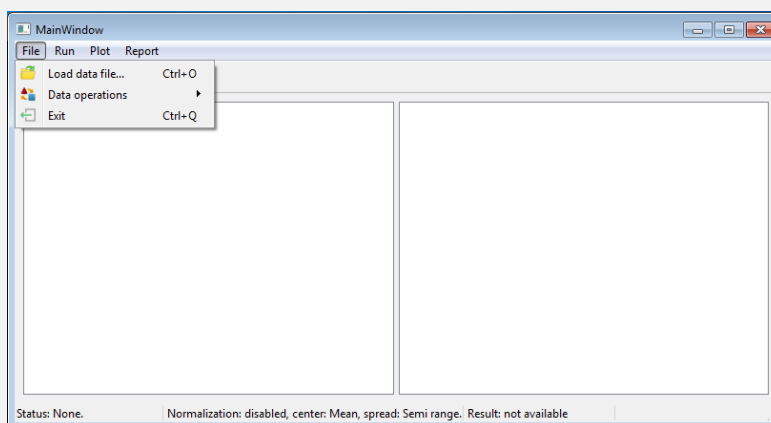 MainWindow
File Run Plot Report
Load data file... Ctrl+O
Data operations
Exit Ctrl+Q
Status: None. Normalization: disabled, center: Mean, spread: Semi range. Result: not available